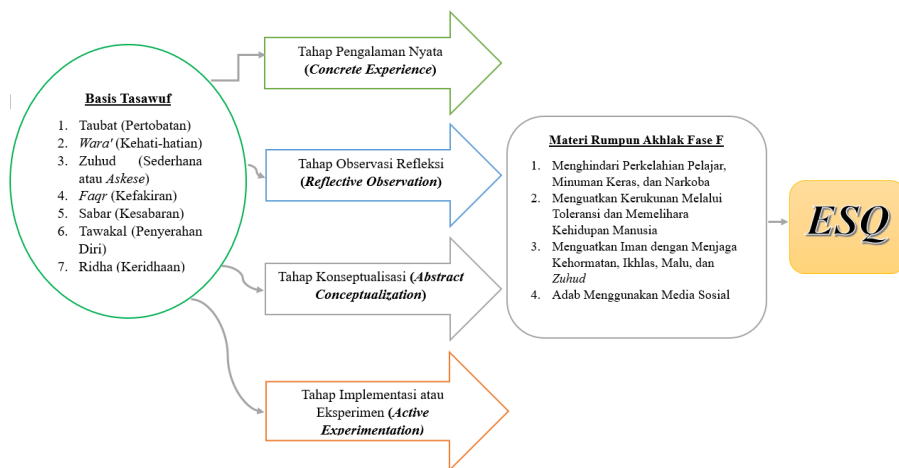 Basis Tasawuf
1. Taubat (Pertobatan)
2. Wara' (Kehati-hatian)
3. Zuhud (Sederhana
atau Askese)
4. Faqr (Kefakiran)
5. Sabar (Kesabaran)
6. Tawakal (Penyerahan
Diri)
7. Ridha (Keridhaan)
Tahap Pengalaman Nyata
(Concrete Experience)
Tahap Observasi Refleksi
(Reflective Observation)
Tahap Konseptualisasi (Abstract
Conceptualization)
Tahap Implementasi atau
Eksperimen (Active
Experimentation)
Materi Rumpun Akhlak Fase F
1. Menghindari Perkelahian Pelajar,
Minuman Keras, dan Narkoba
2. Menguatkan Kerukunan Melalui
Toleransi dan Memelihara
Kehidupan Manusia
3. Menguatkan Iman dengan Menjaga
Kehormatan, Ikhlas, Malu, dan
Zuhud
4. Adab Menggunakan Media Sosial
ESQ